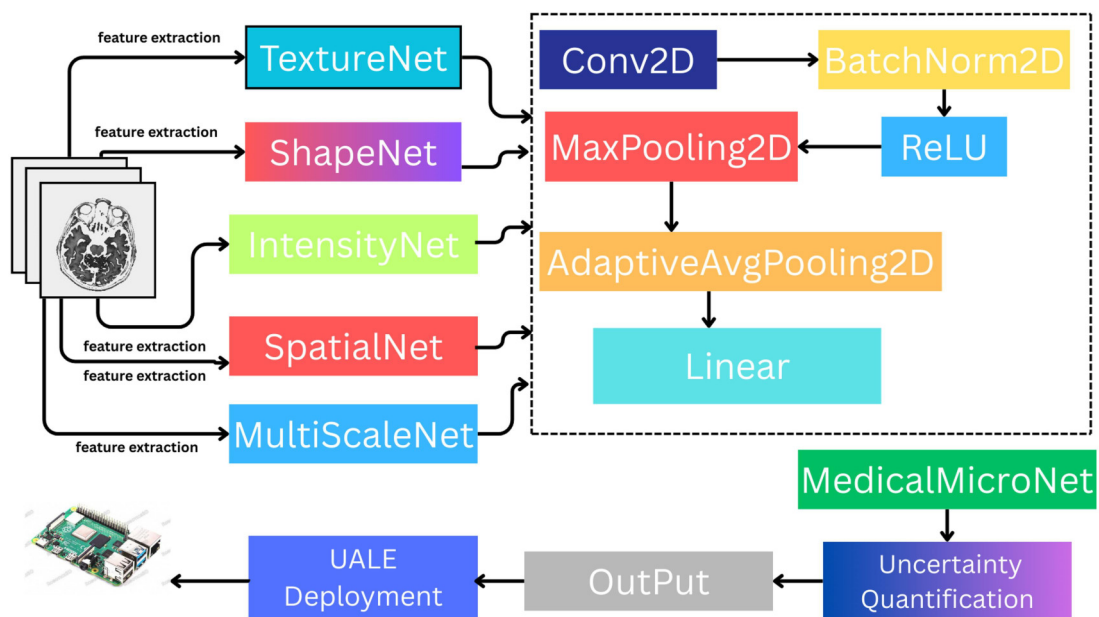 feature extraction
TextureNet
feature extraction
ShapeNet
IntensityNet
feature extraction
SpatialNet
feature extraction
feature extraction
MultiScaleNet
Conv2D
BatchNorm2D
MaxPooling2D
ReLU
AdaptiveAvgPooling2D
Linear
MedicalMicroNet
Uncertainty
Quantification
OutPut
UALE
Deployment